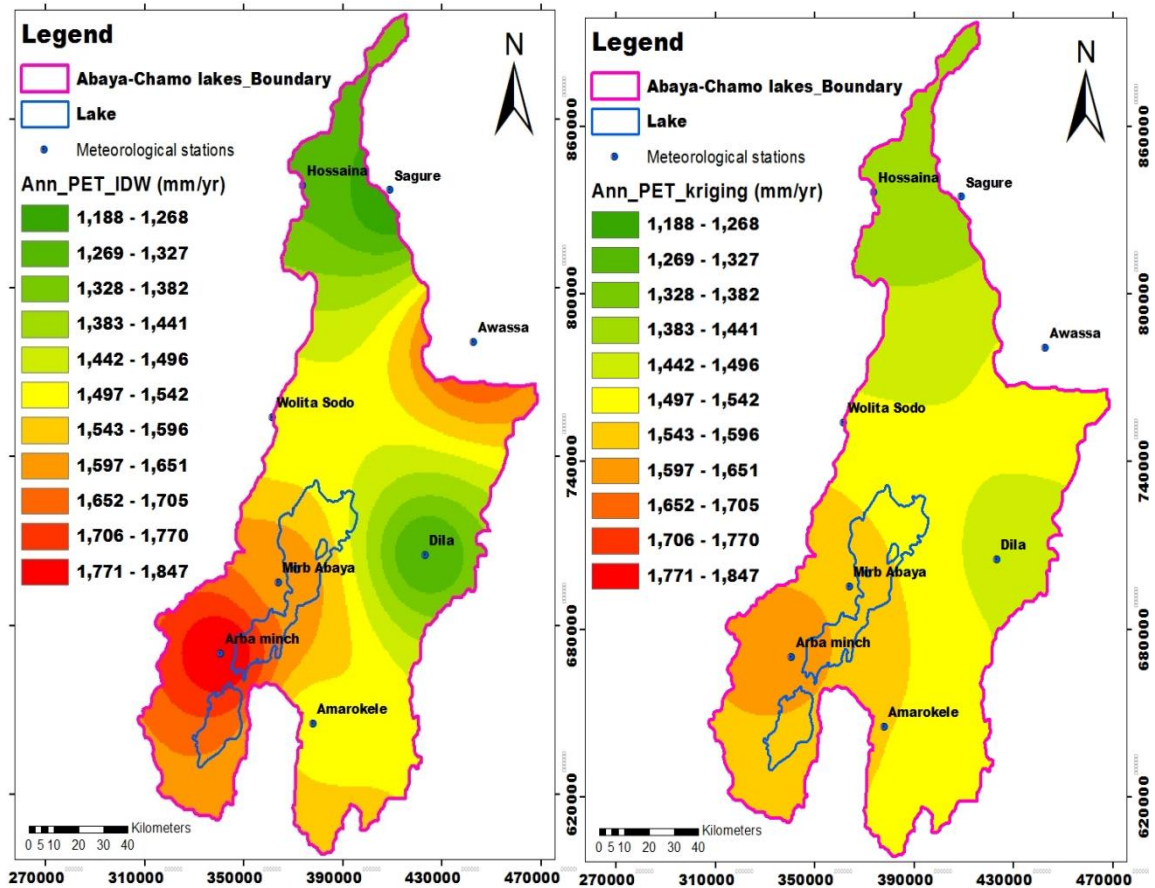 Legend
Abaya-Chamo lakes_Boundary
Lake
Meteorological stations
Ann_PET_IDW (mm/yr)
1,188 - 1,268
1,269 - 1,327
1,328 - 1,382
1,383 - 1,441
1,442 - 1,496
1,497 - 1,542
1,543 - 1,596
1,597 - 1,651
1,652 - 1,705
1,706 - 1,770
1,771 - 1,847
N
Hossaina
Sagure
Awassa
Wolita Sodo
Dila
Mirb Abaya
Arba minch
Amarokele
Kilometers
0 5 10 20 30 40
860000
800000
740000
680000
620000
270000 310000 350000 390000 430000 470000
Legend
Abaya-Chamo lakes_Boundary
Lake
Meteorological stations
Ann_PET_kriging (mm/yr)
1,188 - 1,268
1,269 - 1,327
1,328 - 1,382
1,383 - 1,441
1,442 - 1,496
1,497 - 1,542
1,543 - 1,596
1,597 - 1,651
1,652 - 1,705
1,706 - 1,770
1,771 - 1,847
N
Hossaina
Sagure
Awassa
Wolita Sodo
Dila
Mirb Abaya
Arba minch
Amarokele
Kilometers
0 5 10 20 30 40
860000
800000
740000
680000
620000
270000 310000 350000 390000 430000 470000